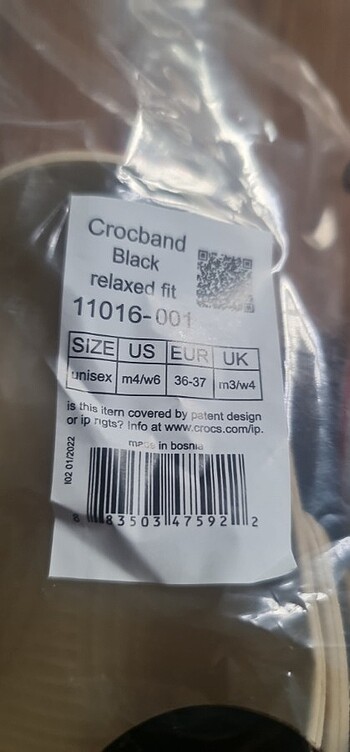 Crocband
Black
relaxed fit
11016-001
SIZE US EUR UK
unisex m4/w6 36-37 m3/w4
is this item covered by patent design
or ip rigts? Info at www.crocs.com/ip.
made in bosnia
I02 01/2022
8 83503 47592 2